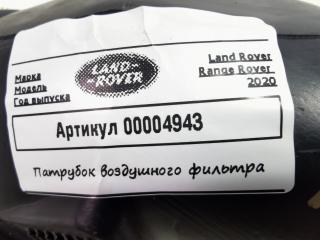 Марка
Модель
Год выпуска
LAND-
ROVER
Land Rover
Range Rover
2020
Артикул 00004943
Патрубок воздушного фильтра